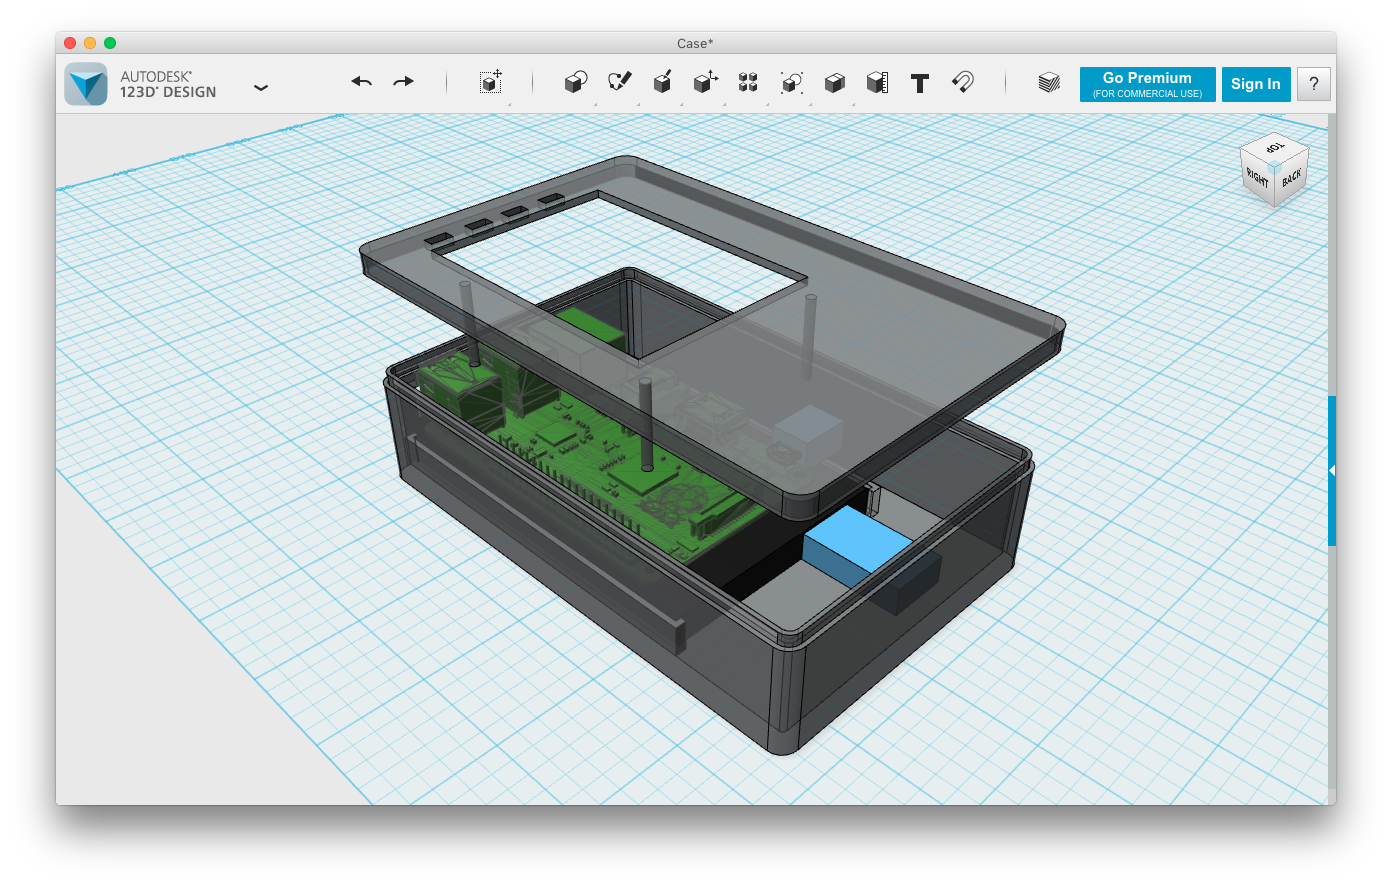 Case*
AUTODESK®
123D® DESIGN
T
Go Premium
(FOR COMMERCIAL USE)
Sign In
?
TOP
RIGHT
BACK